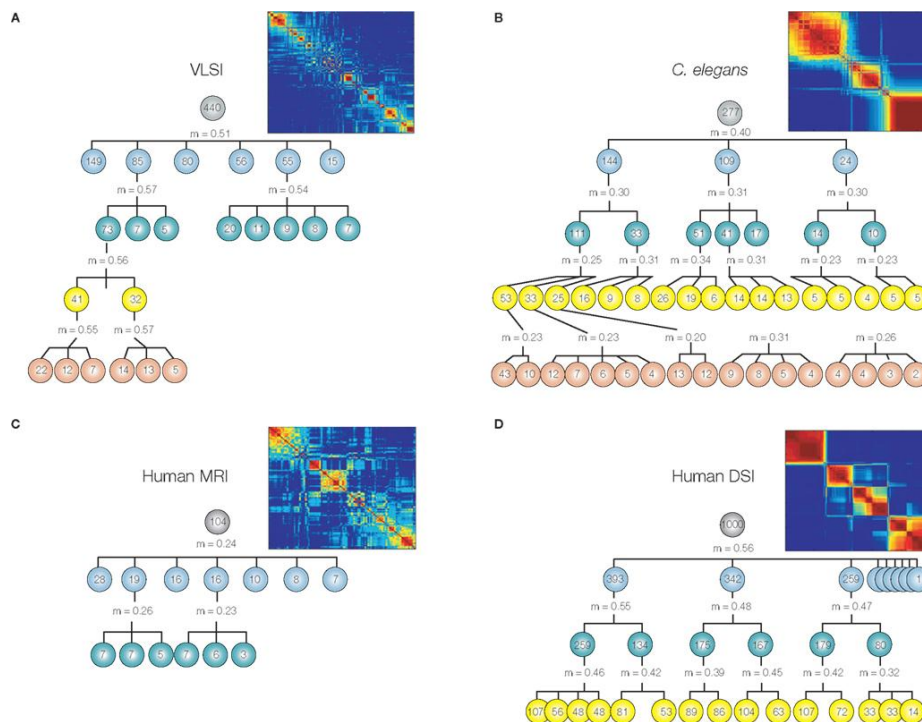 A
VLSI
440
m = 0.51
149 85 80 56 55 15
m = 0.57 m = 0.54
73 7 5 20 11 9 8 7
m = 0.56
41 32
m = 0.55 m = 0.57
22 12 7 14 13 5
B
C. elegans
277
m = 0.40
144 109 24
m = 0.30 m = 0.31 m = 0.30
111 33 51 41 17 14 10
m = 0.25 m = 0.31 m = 0.34 m = 0.31 m = 0.23 m = 0.23
53 33 25 16 9 8 26 19 6 14 14 13 5 5 4 5 5
m = 0.23 m = 0.23 m = 0.20 m = 0.31 m = 0.26
43 10 12 7 6 5 4 13 12 9 8 5 4 4 4 3 2
C
Human MRI
104
m = 0.24
28 19 16 16 10 8 7
m = 0.26 m = 0.23
7 7 5 7 6 3
D
Human DSI
1000
m = 0.56
393 342 259 1
m = 0.55 m = 0.48 m = 0.47
259 134 175 167 179 80
m = 0.46 m = 0.42 m = 0.39 m = 0.45 m = 0.42 m = 0.32
107 56 48 48 81 53 89 86 104 63 107 72 33 33 14